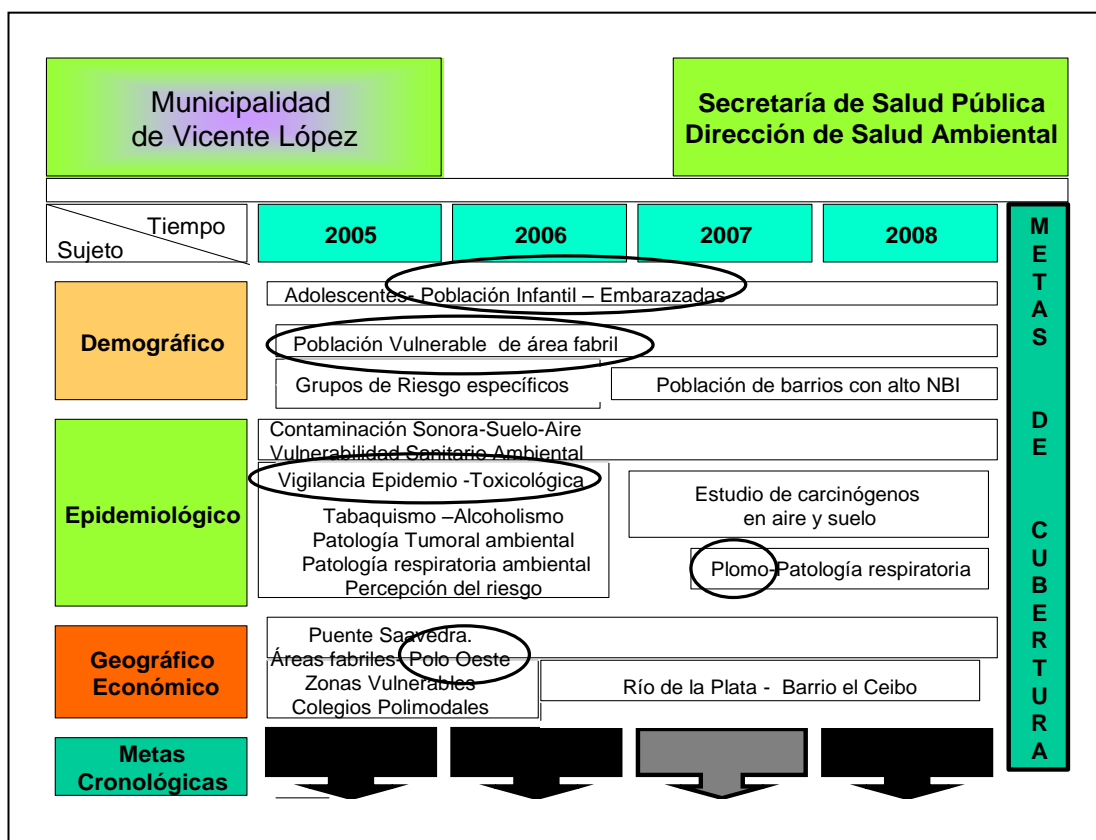 Municipalidad
de Vicente López
Secretaría de Salud Pública
Dirección de Salud Ambiental
Tiempo
Sujeto
2005
2006
2007
2008
METAS DE CUBERTURA
Demográfico
Adolescentes- Población Infantil – Embarazadas
Población Vulnerable de área fabril
Grupos de Riesgo específicos
Población de barrios con alto NBI
Epidemiológico
Contaminación Sonora-Suelo-Aire
Vulnerabilidad Sanitario Ambiental
Vigilancia Epidemio -Toxicológica
Tabaquismo –Alcoholismo
Patología Tumoral ambiental
Patología respiratoria ambiental
Percepción del riesgo
Estudio de carcinógenos
en aire y suelo
Plomo-Patología respiratoria
Geográfico
Económico
Puente Saavedra.
Áreas fabriles- Polo Oeste
Zonas Vulnerables
Colegios Polimodales
Río de la Plata - Barrio el Ceibo
Metas
Cronológicas